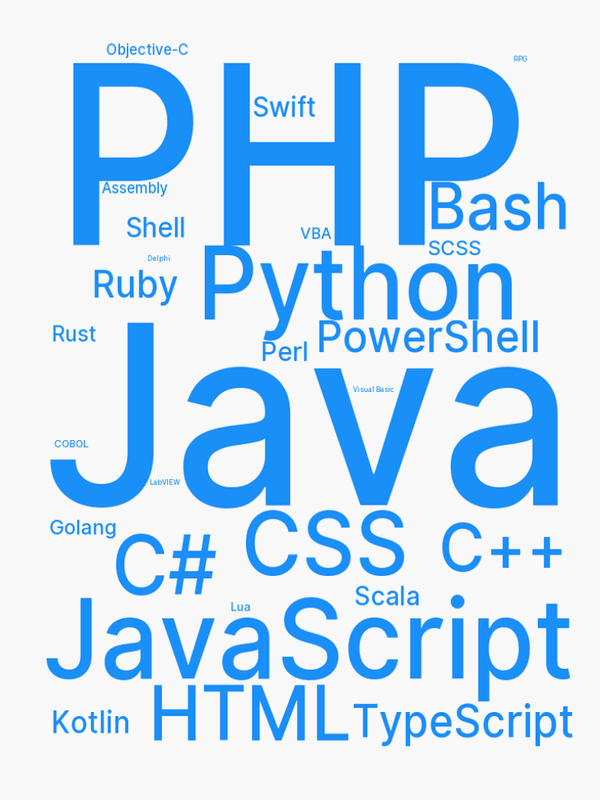 Objective-C
RPG
PHP
Swift
Assembly
Bash
Shell
VBA
SCSS
Delphi
Ruby
Python
Rust
PowerShell
Perl
Java
Visual Basic
COBOL
LabVIEW
Golang
CSS
C++
C#
Scala
Lua
JavaScript
Kotlin
HTML
TypeScript